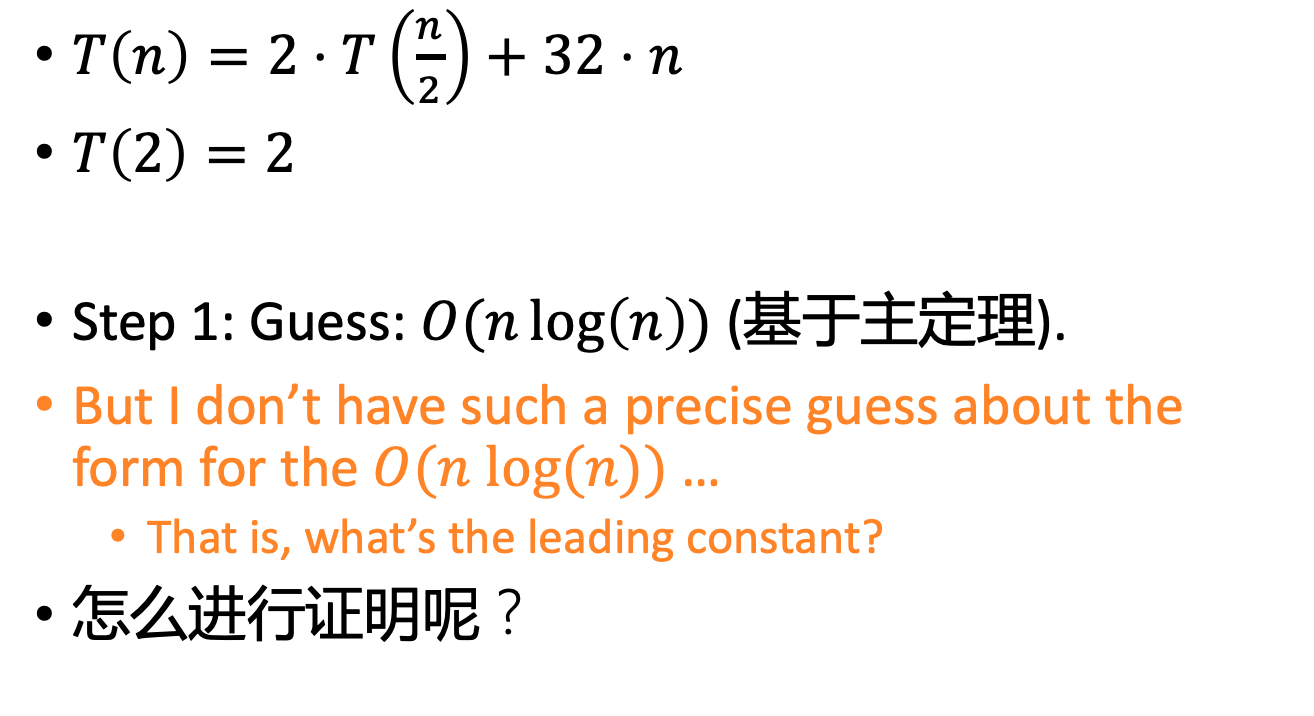 • T(n) = 2 · T(n/2) + 32 · n
• T(2) = 2
• Step 1: Guess: O(n log(n)) (基于主定理).
• But I don’t have such a precise guess about the
form for the O(n log(n)) ...
• That is, what’s the leading constant?
• 怎么进行证明呢？